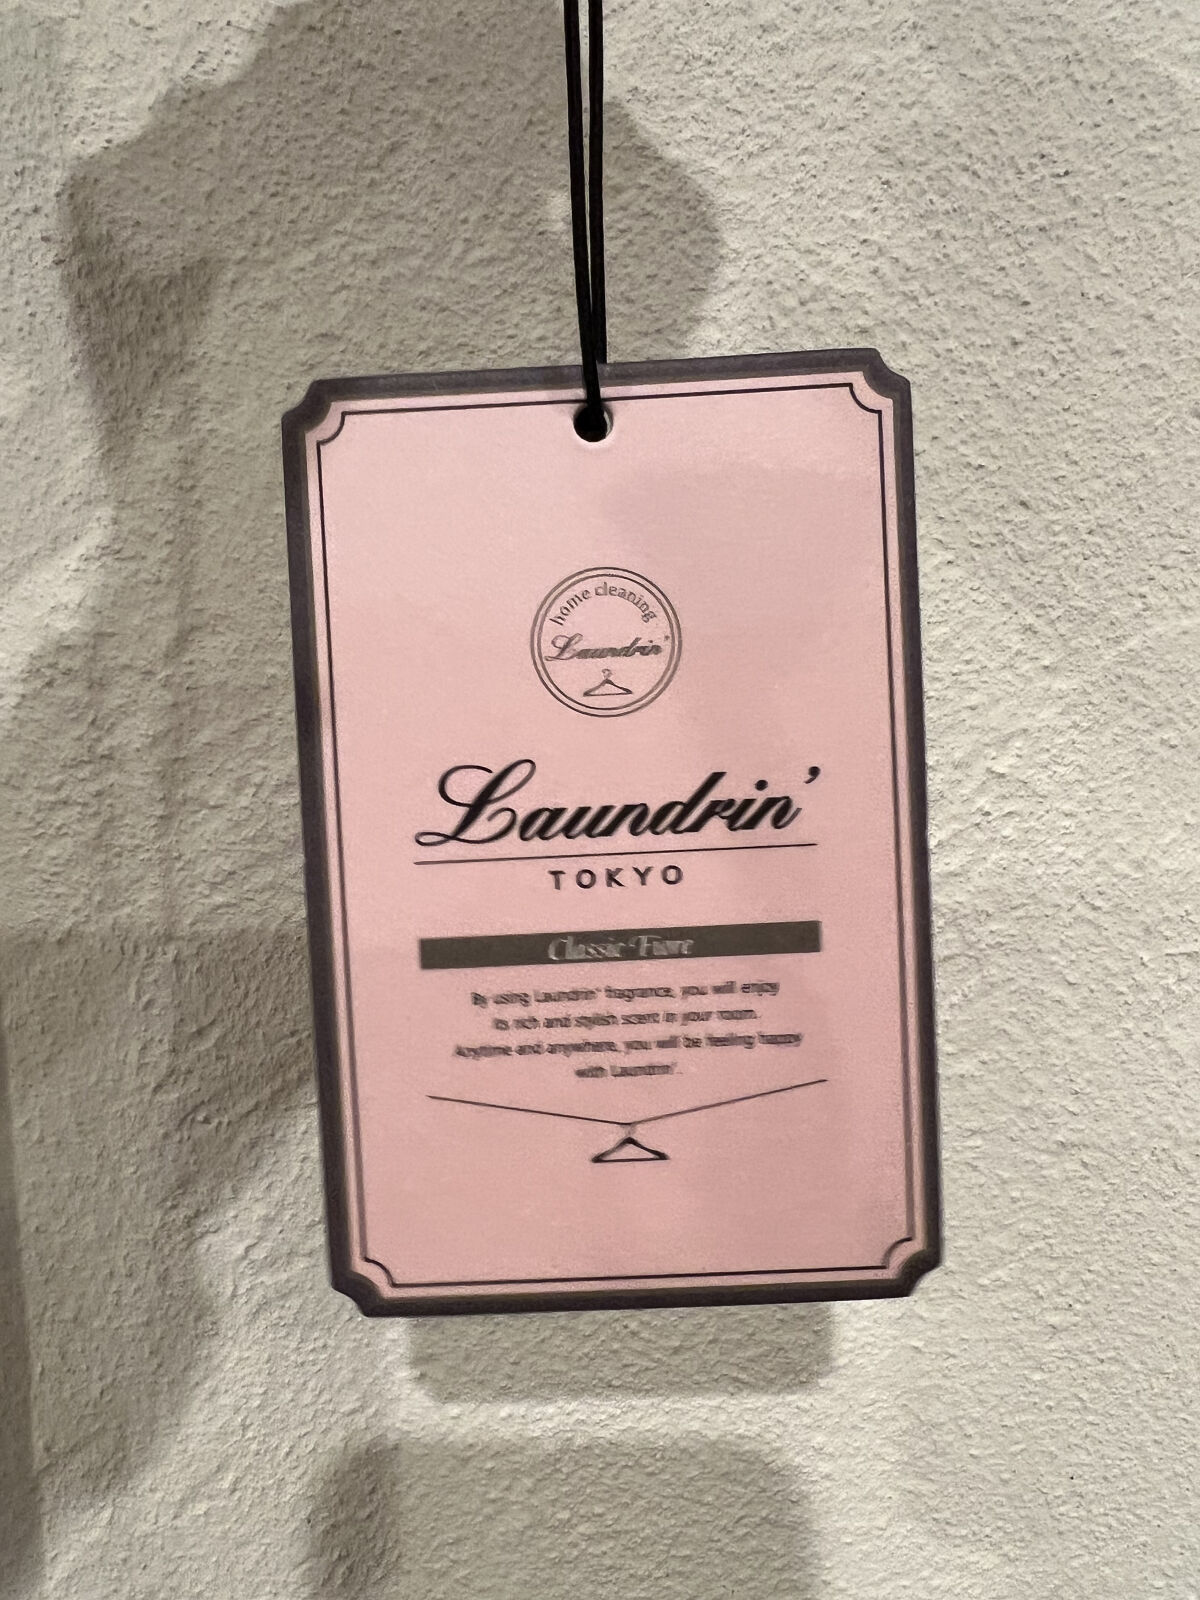 home cleaning
Laundrin'
Laundrin'
TOKYO
Classic Fiore
By using Laundrin' fragrance, you will enjoy
its rich and stylish scent in your room.
Anytime and anywhere, you will be feeling happy
with Laundrin'.